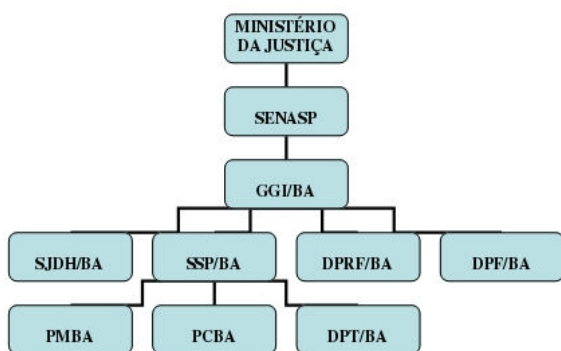 MINISTÉRIO
DA JUSTIÇA
SENASP
GGI/BA
SJDH/BA
SSP/BA
DPRF/BA
DPF/BA
PMBA
PCBA
DPT/BA